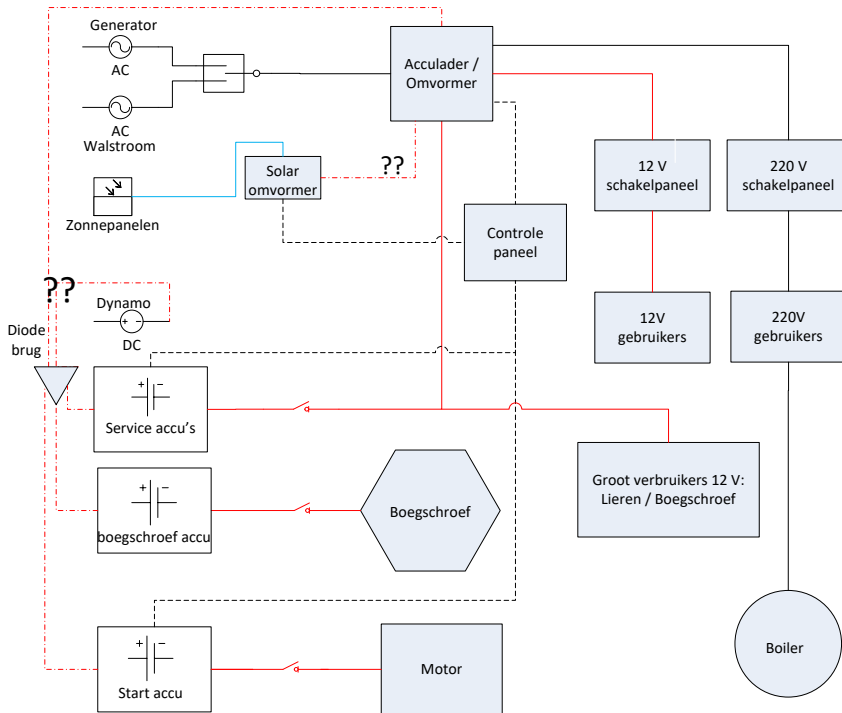 Generator
AC
AC
Walstroom
Acculader /
Omvormer
??
Solar
omvormer
Zonnepanelen
12 V
schakelpaneel
220 V
schakelpaneel
Controle
paneel
??
Dynamo
+ -
DC
Diode
brug
12V
gebruikers
220V
gebruikers
+ −
Service accu's
Groot verbruikers 12 V:
Lieren / Boegschroef
+ −
boegschroef accu
Boegschroef
+ −
Start accu
Motor
Boiler